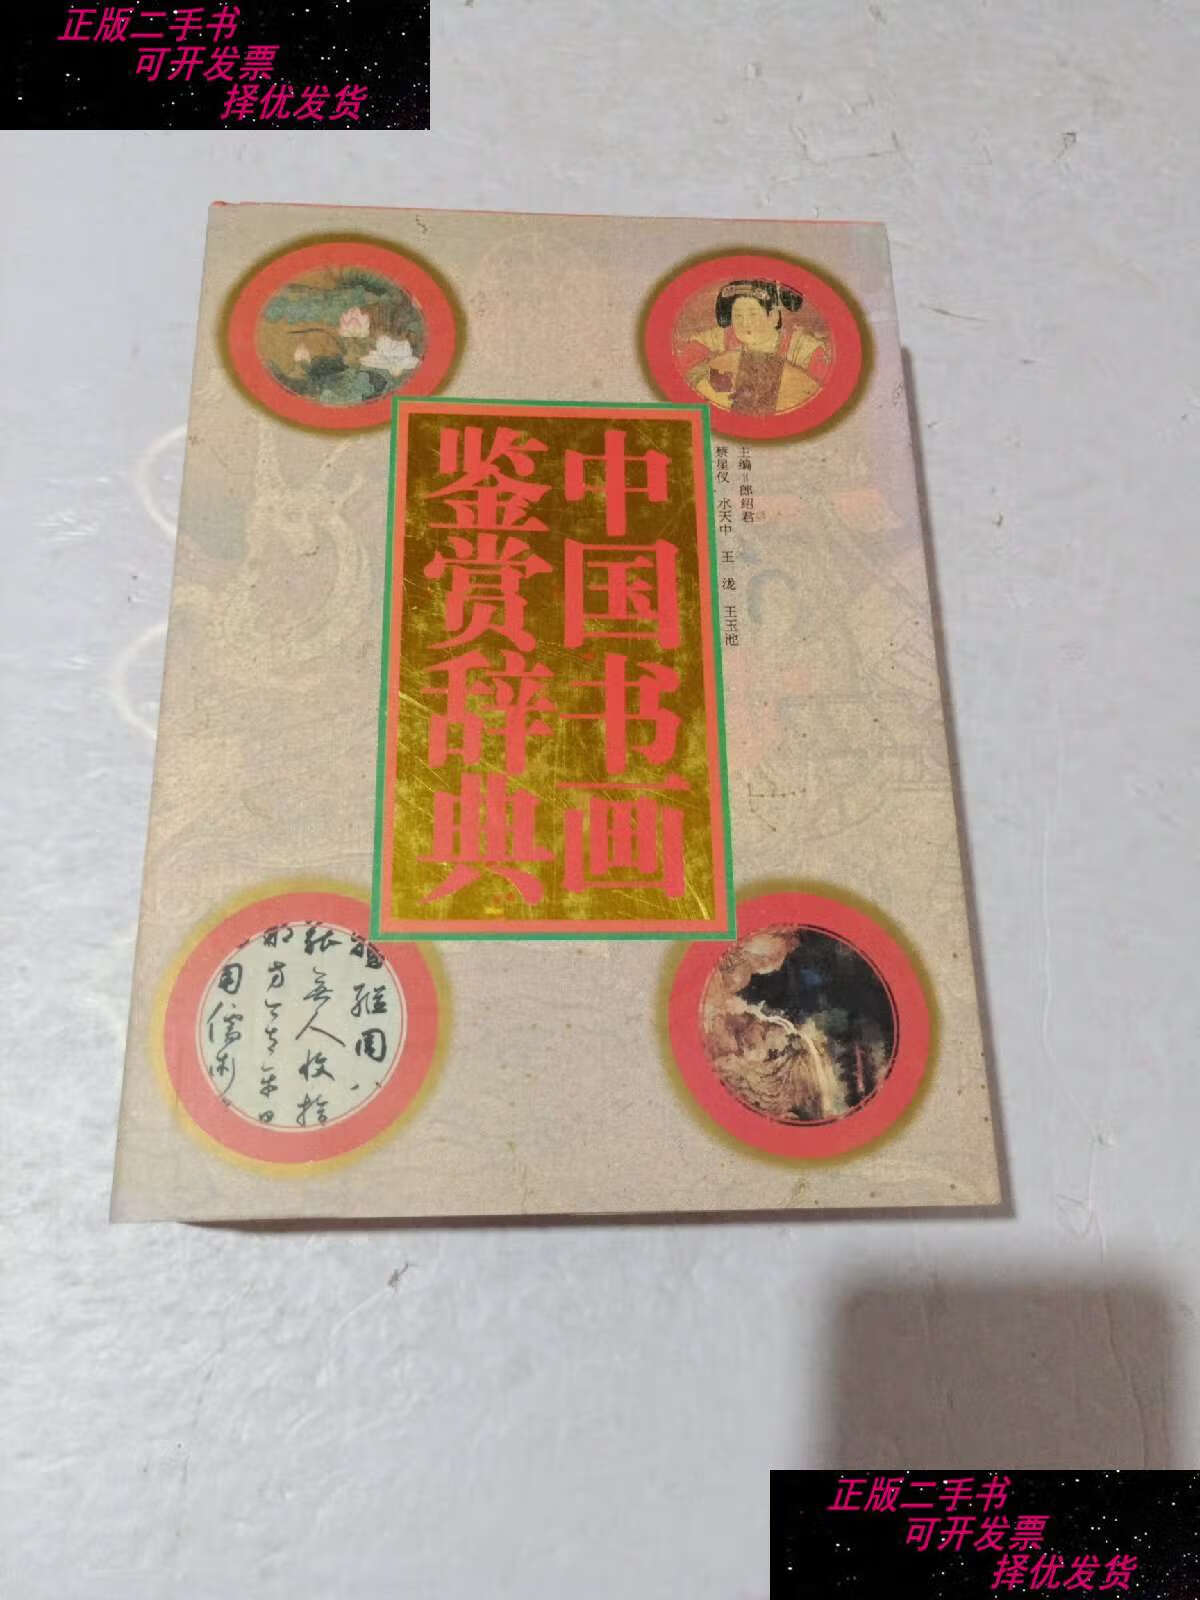 正版二手书
可开发票
择优发货
中国书画
鉴赏辞典
主编=郎绍君
蔡星仪 水天中 王 泷 王玉池
正版二手书
可开发票
择优发货